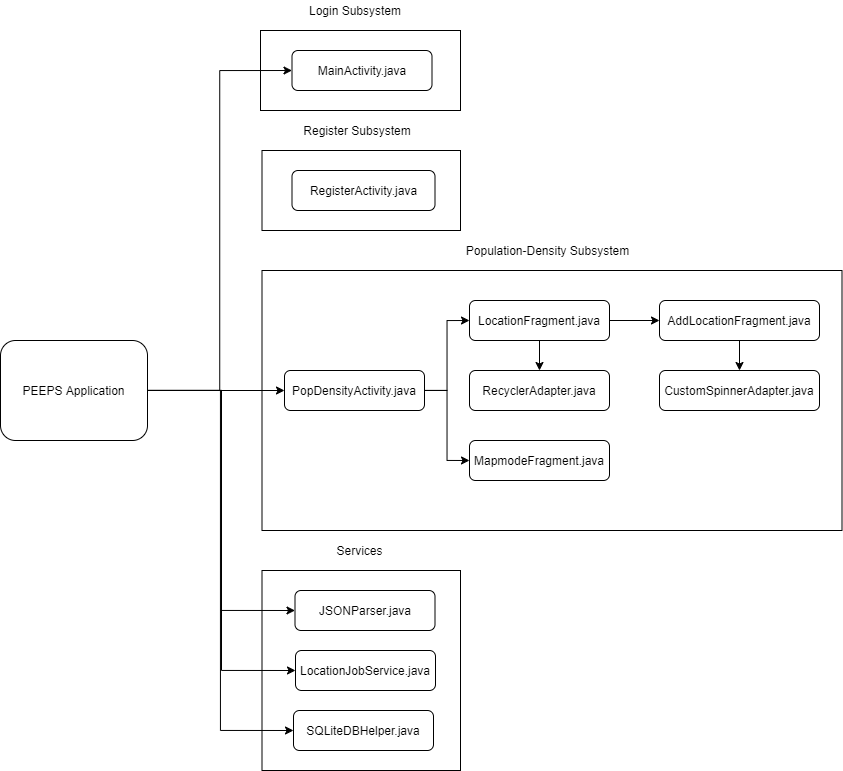 Login Subsystem
MainActivity.java
Register Subsystem
RegisterActivity.java
Population-Density Subsystem
LocationFragment.java
AddLocationFragment.java
PEEPS Application
PopDensityActivity.java
RecyclerAdapter.java
CustomSpinnerAdapter.java
MapmodeFragment.java
Services
JSONParser.java
LocationJobService.java
SQLiteDBHelper.java